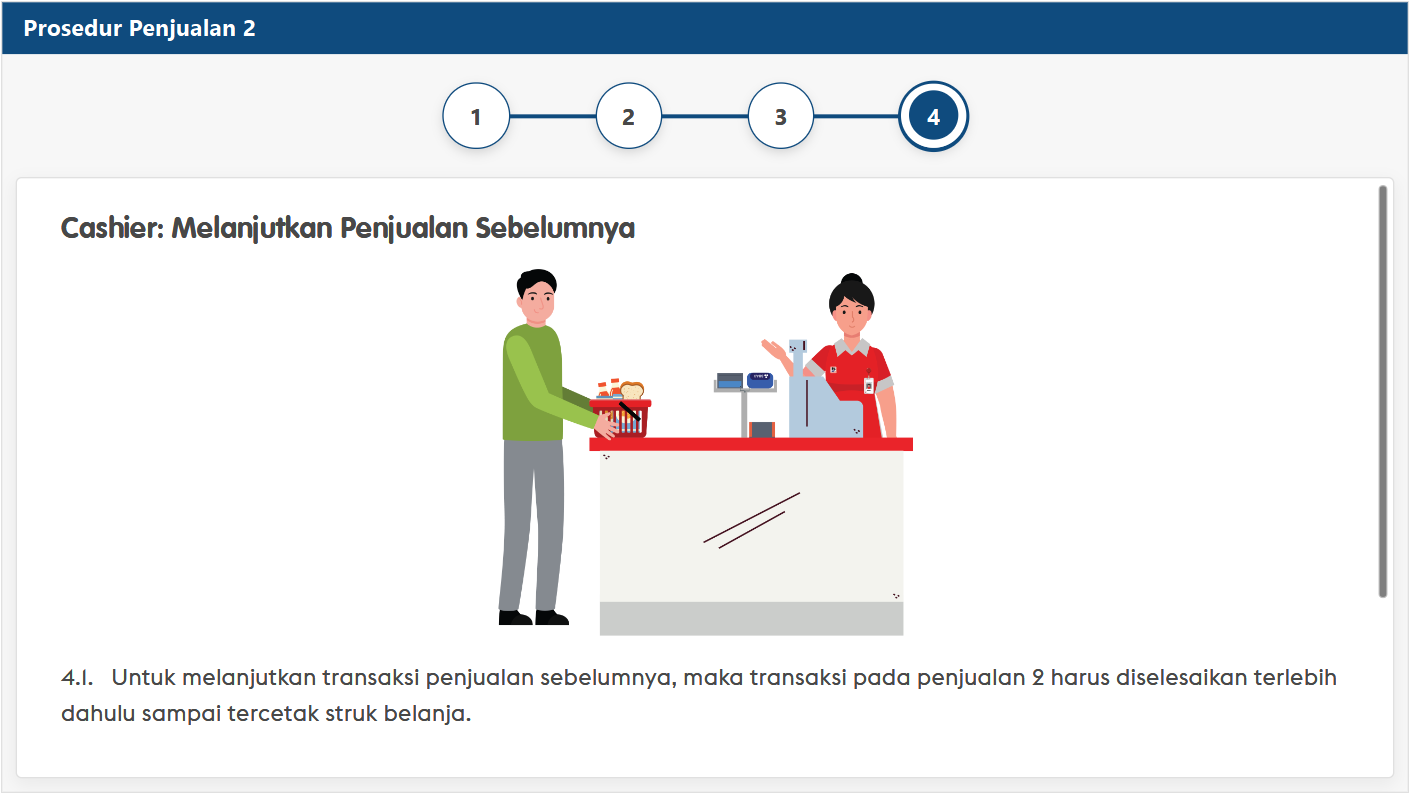 Prosedur Penjualan 2
1 2 3 4
Cashier: Melanjutkan Penjualan Sebelumnya
4.1. Untuk melanjutkan transaksi penjualan sebelumnya, maka transaksi pada penjualan 2 harus diselesaikan terlebih
dahulu sampai tercetak struk belanja.